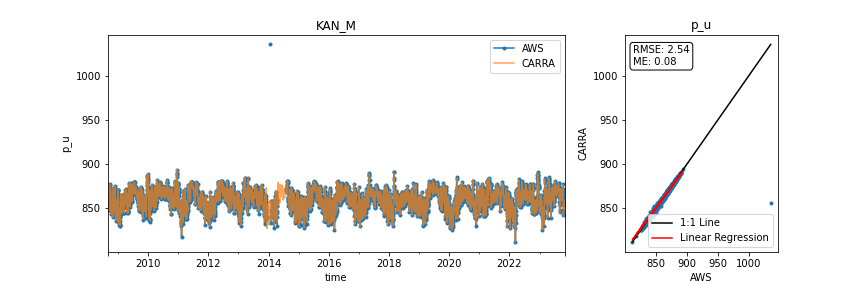 KAN_M
p_u
1000
950
900
850
2010
2012
2014
2016
2018
2020
2022
time
AWS
CARRA
p_u
CARRA
1000
950
900
850
RMSE: 2.54
ME: 0.08
1:1 Line
Linear Regression
850
900
950
1000
AWS